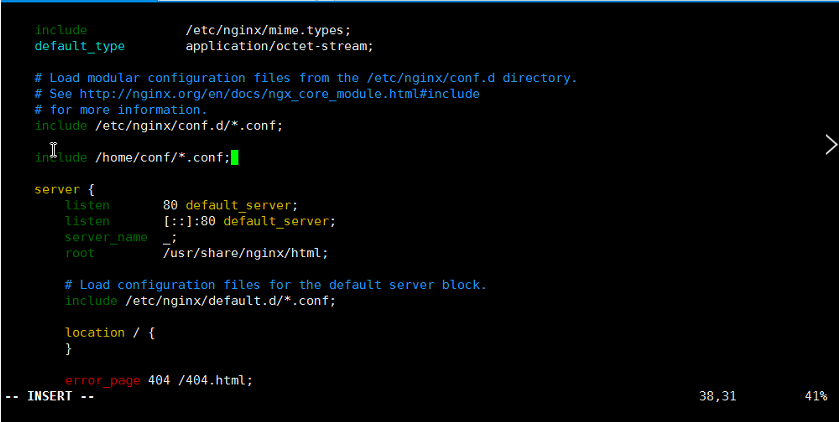 include /etc/nginx/mime.types;
default_type application/octet-stream;
# Load modular configuration files from the /etc/nginx/conf.d directory.
# See http://nginx.org/en/docs/ngx_core_module.html#include
# for more information.
include /etc/nginx/conf.d/*.conf;
include /home/conf/*.conf;
server {
listen 80 default_server;
listen [::]:80 default_server;
server_name _;
root /usr/share/nginx/html;
# Load configuration files for the default server block.
include /etc/nginx/default.d/*.conf;
location / {
}
error_page 404 /404.html;
-- INSERT -- 38,31 41%